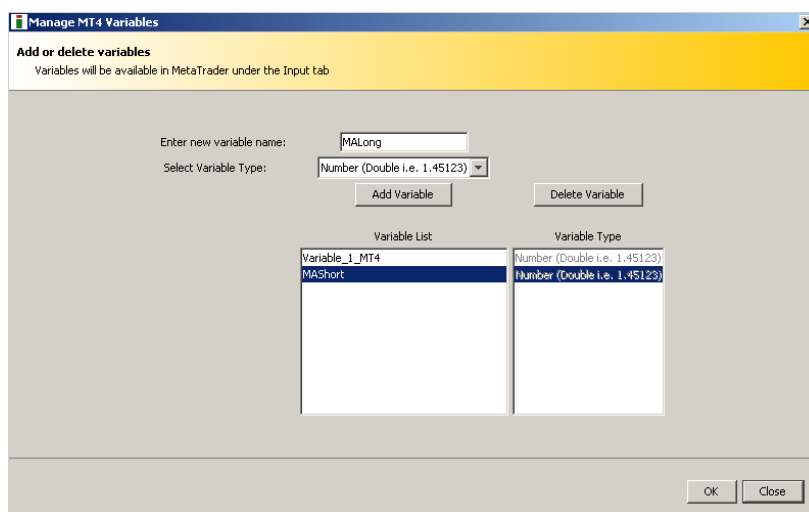 Manage MT4 Variables
Add or delete variables
Variables will be available in MetaTrader under the Input tab
Enter new variable name: MALong
Select Variable Type: Number (Double i.e. 1.45123)
Add Variable Delete Variable
Variable List Variable Type
Variable_1_MT4 Number (Double i.e. 1.45123)
MAShort Number (Double i.e. 1.45123)
OK Close